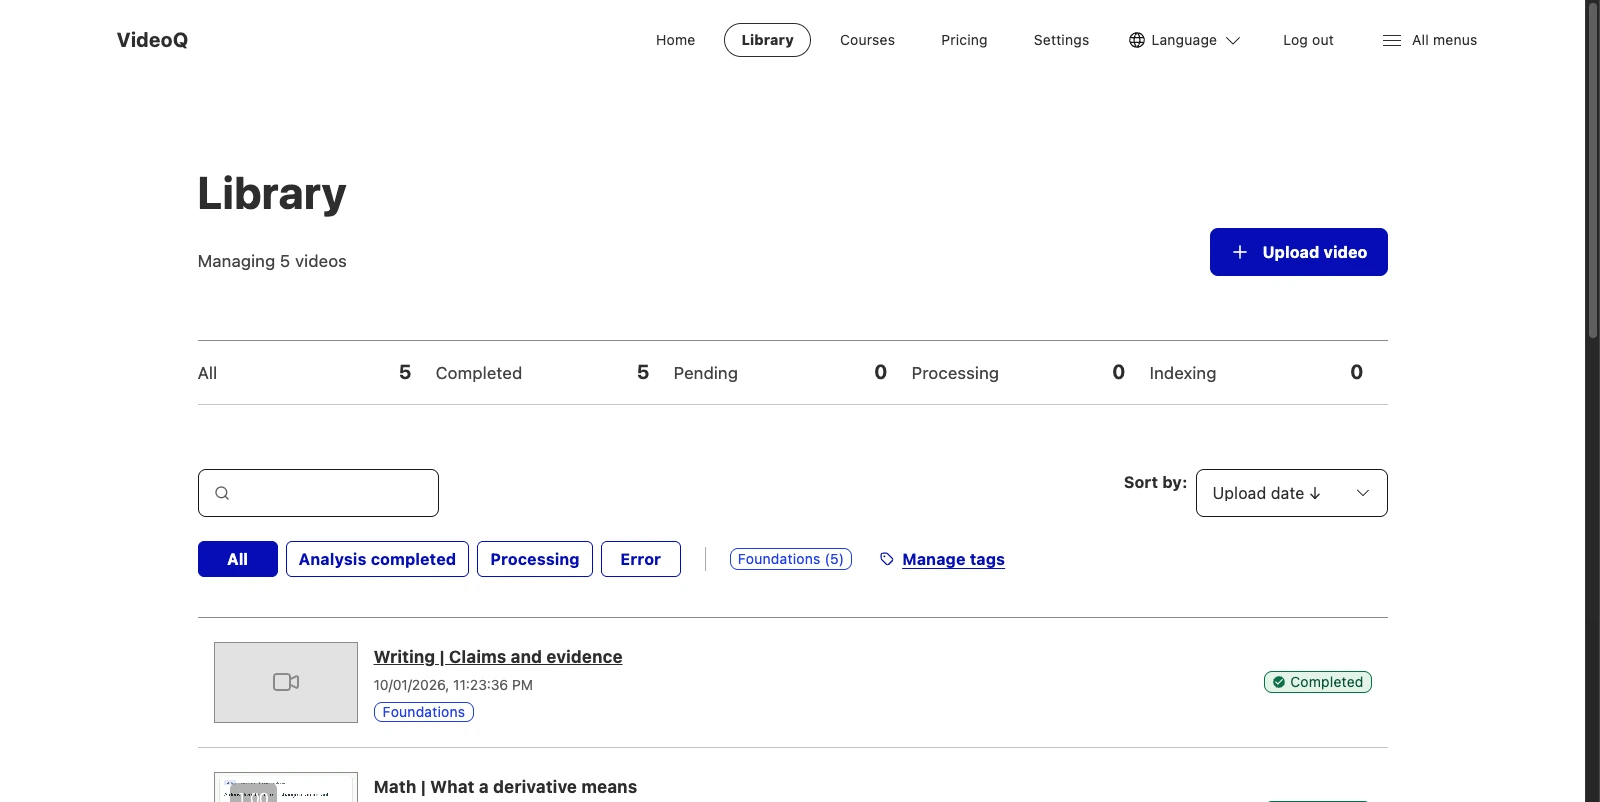 VideoQ
Home Library Courses Pricing Settings Language Log out All menus
Library
Managing 5 videos
Upload video
All 5 Completed 5 Pending 0 Processing 0 Indexing 0
Sort by: Upload date ↓
All Analysis completed Processing Error Foundations (5) Manage tags
Writing | Claims and evidence
10/01/2026, 11:23:36 PM
Foundations
Completed
Math | What a derivative means